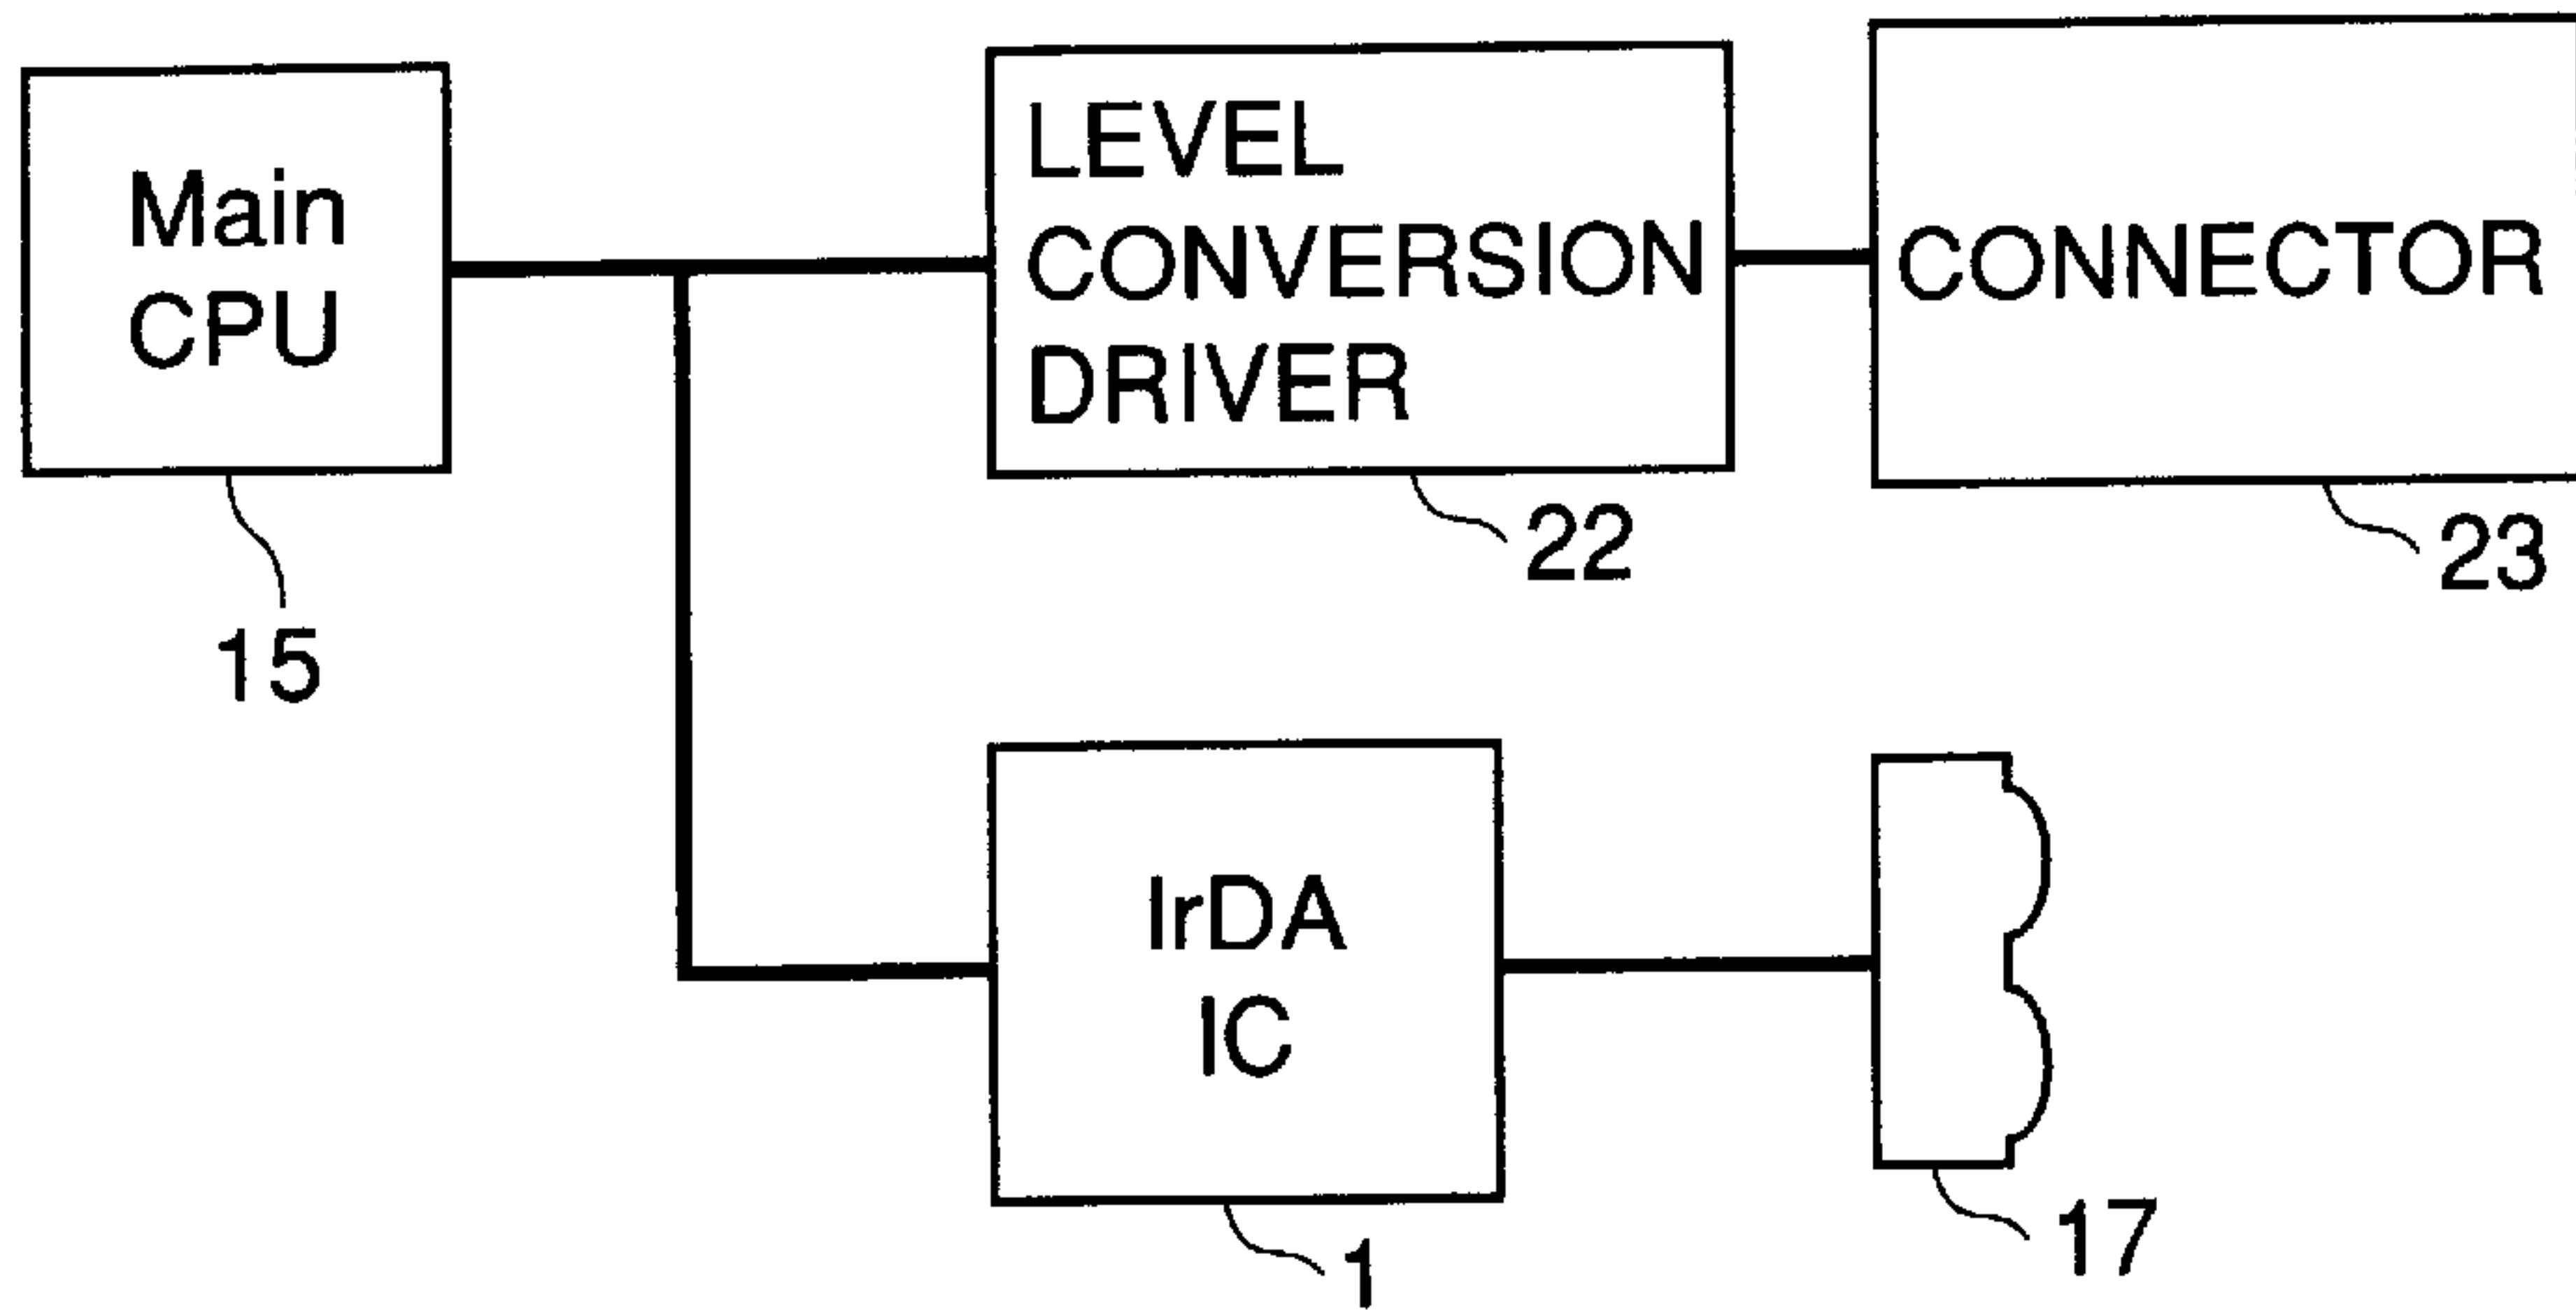 Main
CPU
15
LEVEL
CONVERSION
DRIVER
22
CONNECTOR
23
IrDA
IC
1
17